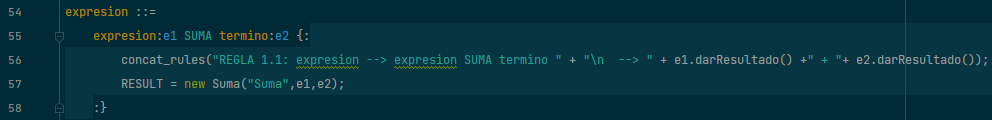 54 expresion ::=
55 expresion:e1 SUMA termino:e2 {:
56 concat_rules("REGLA 1.1: expresion --> expresion SUMA termino " + "\n  --> " + e1.darResultado() +" + "+ e2.darResultado());
57 RESULT = new Suma("Suma",e1,e2);
58 :}